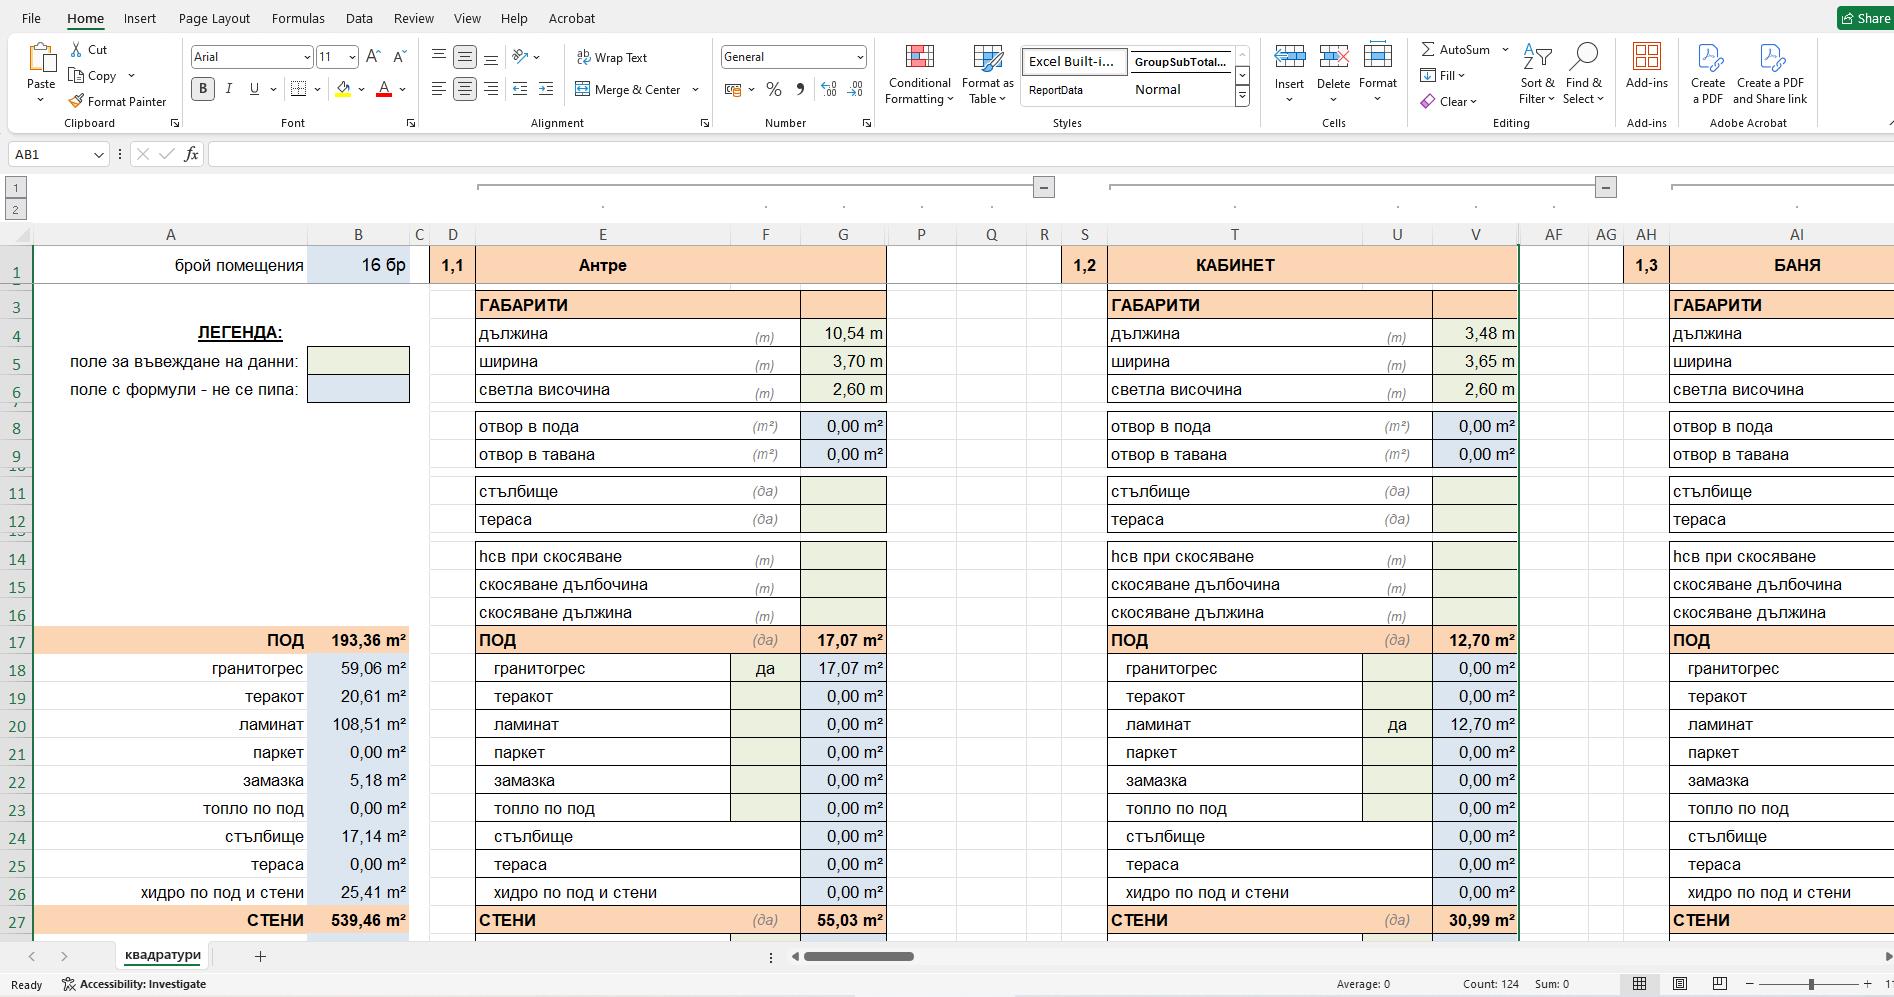 File Home Insert Page Layout Formulas Data Review View Help Acrobat Share
Paste Cut Copy Format Painter Clipboard
Arial 11 B I U Font
Wrap Text Merge & Center Alignment
General Number
Conditional Formatting Format as Table Excel Built-i... GroupSubTotal... ReportData Normal Styles
Insert Delete Format Cells
AutoSum Fill Clear Sort & Filter Find & Select Editing
Add-ins Add-ins
Create a PDF Create a PDF and Share link Adobe Acrobat
AB1 fx
1
2
A B C D E F G P Q R S T U V AF AG AH AI
1 брой помещения 16 бр 1,1 Антре 1,2 КАБИНЕТ 1,3 БАНЯ
3 ГАБАРИТИ ГАБАРИТИ ГАБАРИТИ
4 ЛЕГЕНДА: дължина (m) 10,54 m дължина (m) 3,48 m дължина
5 поле за въвеждане на данни: ширина (m) 3,70 m ширина (m) 3,65 m ширина
6 поле с формули - не се пипа: светла височина (m) 2,60 m светла височина (m) 2,60 m светла височина
8 отвор в пода (m²) 0,00 m² отвор в пода (m²) 0,00 m² отвор в пода
9 отвор в тавана (m²) 0,00 m² отвор в тавана (m²) 0,00 m² отвор в тавана
11 стълбище (да) стълбище (да) стълбище
12 тераса (да) тераса (да) тераса
14 hсв при скосяване (m) hсв при скосяване (m) hсв при скосяване
15 скосяване дълбочина (m) скосяване дълбочина (m) скосяване дълбочина
16 скосяване дължина (m) скосяване дължина (m) скосяване дължина
17 ПОД 193,36 m² ПОД (да) 17,07 m² ПОД (да) 12,70 m² ПОД
18 гранитогрес 59,06 m² гранитогрес да 17,07 m² гранитогрес 0,00 m² гранитогрес
19 теракот 20,61 m² теракот 0,00 m² теракот 0,00 m² теракот
20 ламинат 108,51 m² ламинат 0,00 m² ламинат да 12,70 m² ламинат
21 паркет 0,00 m² паркет 0,00 m² паркет 0,00 m² паркет
22 замазка 5,18 m² замазка 0,00 m² замазка 0,00 m² замазка
23 топло по под 0,00 m² топло по под 0,00 m² топло по под 0,00 m² топло по под
24 стълбище 17,14 m² стълбище 0,00 m² стълбище 0,00 m² стълбище
25 тераса 0,00 m² тераса 0,00 m² тераса 0,00 m² тераса
26 хидро по под и стени 25,41 m² хидро по под и стени 0,00 m² хидро по под и стени 0,00 m² хидро по под и стени
27 СТЕНИ 539,46 m² СТЕНИ (да) 55,03 m² СТЕНИ (да) 30,99 m² СТЕНИ
квадратури
Ready Accessibility: Investigate Average: 0 Count: 124 Sum: 0